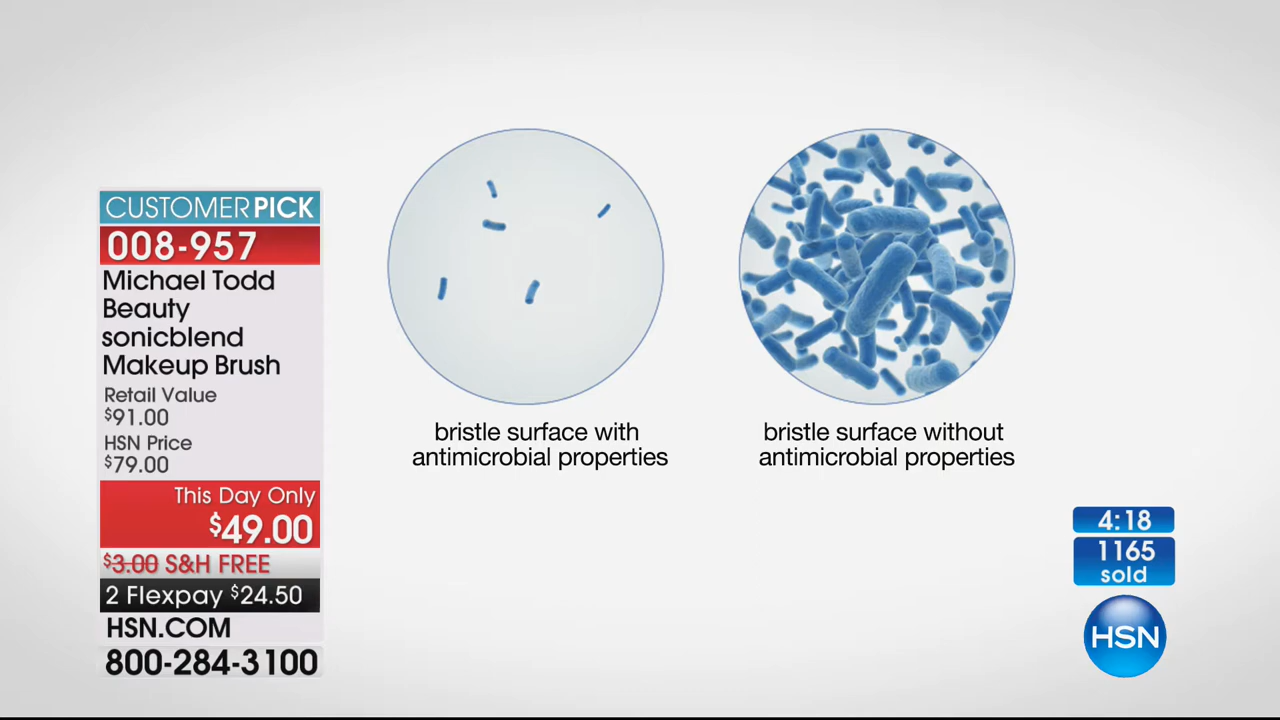 CUSTOMER PICK
008-957
Michael Todd
Beauty
sonicblend
Makeup Brush
Retail Value
$91.00
HSN Price
$79.00
This Day Only
$49.00
$3.00 S&H FREE
2 Flexpay $24.50
HSN.COM
800-284-3100
bristle surface with
antimicrobial properties
bristle surface without
antimicrobial properties
4:18
1165
sold
HSN